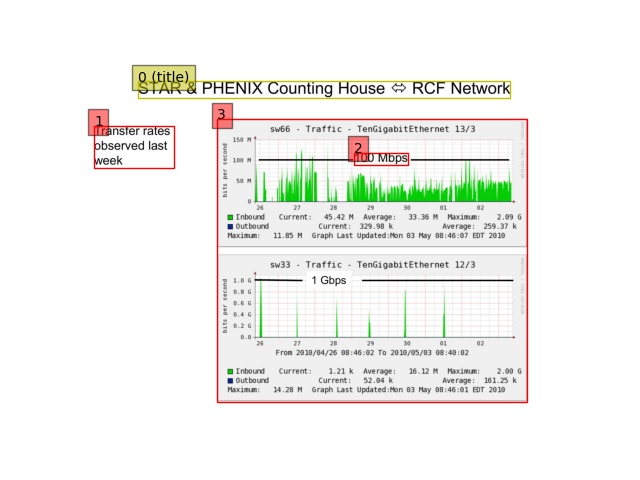 0 (title)
STAR & PHENIX Counting House ⇔ RCF Network
1
Transfer rates
observed last
week
3
sw66 - Traffic - TenGigabitEthernet 13/3
bits per second
150 M
100 M
50 M
0
2
100 Mbps
26 27 28 29 30 01 02
Inbound Current: 45.42 M Average: 33.36 M Maximum: 2.09 G
Outbound Current: 329.98 k Average: 259.37 k
Maximum: 11.85 M Graph Last Updated:Mon 03 May 08:46:07 EDT 2010
sw33 - Traffic - TenGigabitEthernet 12/3
bits per second
1.0 G
0.8 G
0.6 G
0.4 G
0.2 G
0.0
1 Gbps
26 27 28 29 30 01 02
From 2010/04/26 08:46:02 To 2010/05/03 08:40:02
Inbound Current: 1.21 k Average: 16.12 M Maximum: 2.00 G
Outbound Current: 52.04 k Average: 161.25 k
Maximum: 14.28 M Graph Last Updated:Mon 03 May 08:46:01 EDT 2010